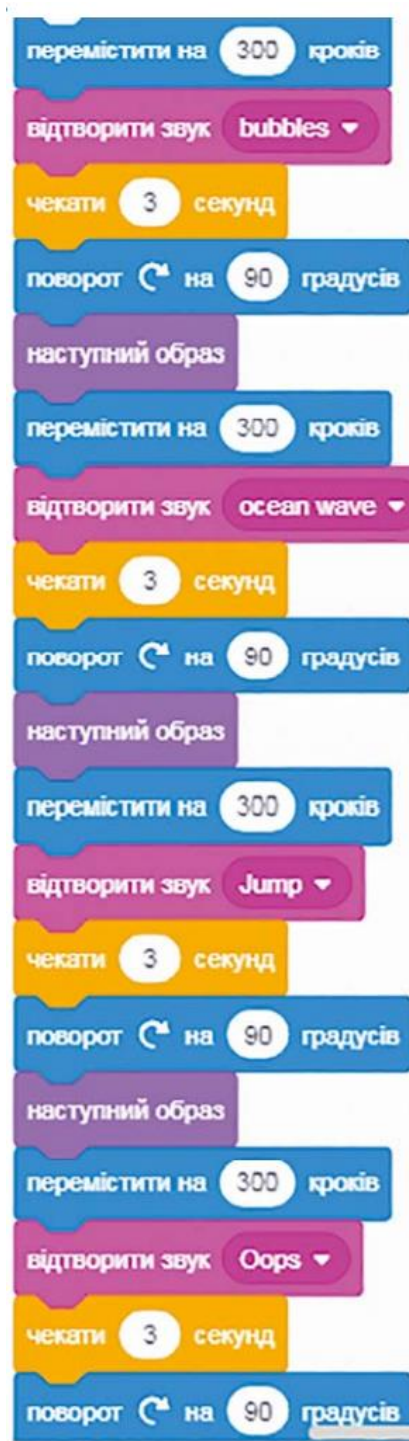 перемістити на 300 кроків
відтворити звук bubbles
чекати 3 секунд
поворот на 90 градусів
наступний образ
перемістити на 300 кроків
відтворити звук ocean wave
чекати 3 секунд
поворот на 90 градусів
наступний образ
перемістити на 300 кроків
відтворити звук Jump
чекати 3 секунд
поворот на 90 градусів
наступний образ
перемістити на 300 кроків
відтворити звук Oops
чекати 3 секунд
поворот на 90 градусів